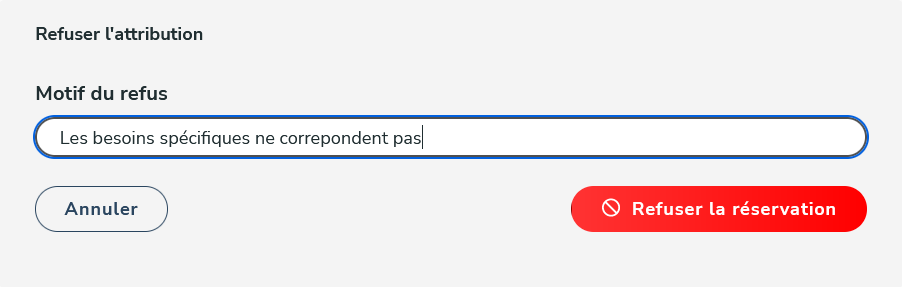 Refuser l'attribution
Motif du refus
Les besoins spécifiques ne correpondent pas
Annuler
Refuser la réservation